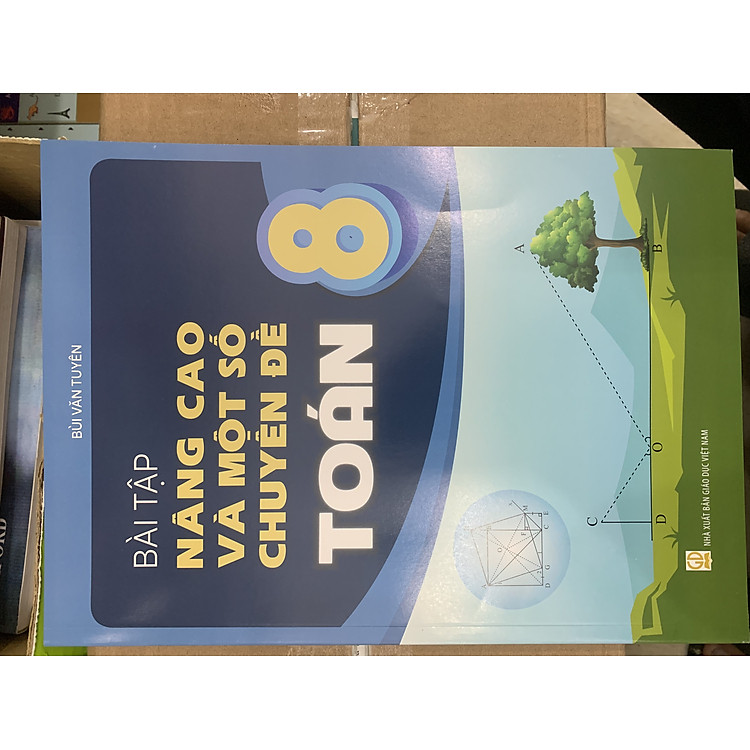 BÙI VĂN TUYÊN
BÀI TẬP
NÂNG CAO
VÀ MỘT SỐ
CHUYÊN ĐỀ
TOÁN 8
A
B
C
D
O
NHÀ XUẤT BẢN GIÁO DỤC VIỆT NAM